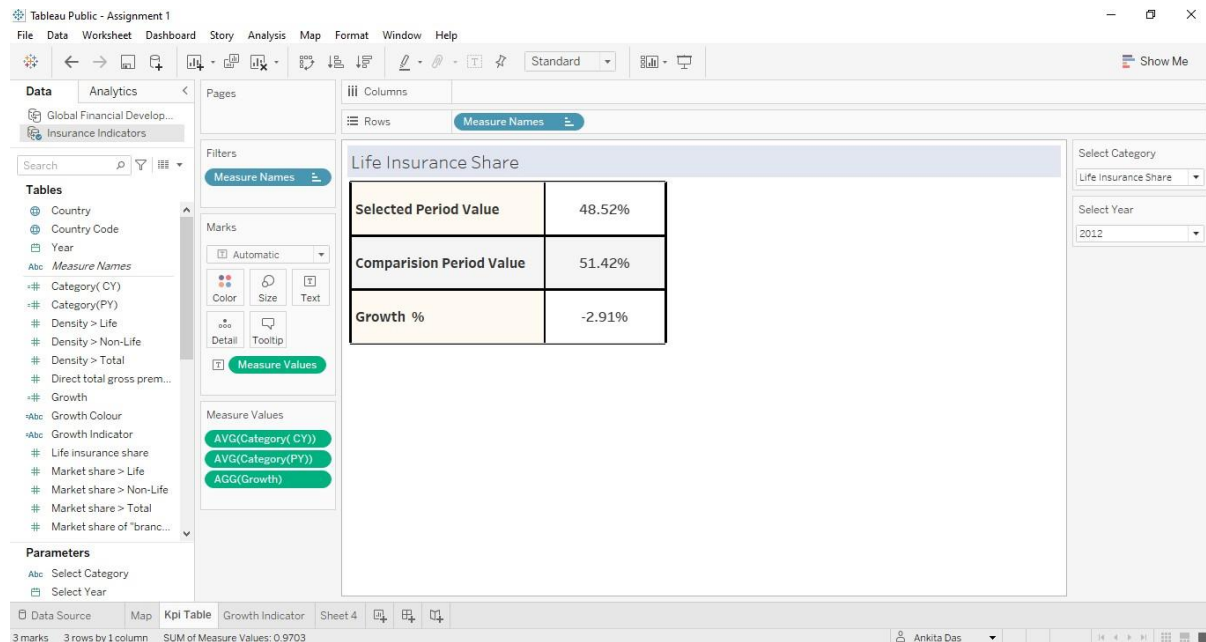 Tableau Public - Assignment 1
File Data Worksheet Dashboard Story Analysis Map Format Window Help
Standard
Show Me
Data Analytics
Global Financial Develop...
Insurance Indicators
Search
Tables
Country
Country Code
Year
Abc Measure Names
Category( CY)
Category(PY)
Density > Life
Density > Non-Life
Density > Total
Direct total gross prem...
Growth
Abc Growth Colour
Abc Growth Indicator
Life insurance share
Market share > Life
Market share > Non-Life
Market share > Total
Market share of "branc...
Parameters
Abc Select Category
Select Year
Pages
Filters
Measure Names
Marks
Automatic
Color Size Text
Detail Tooltip
Measure Values
Measure Values
AVG(Category( CY))
AVG(Category(PY))
AGG(Growth)
Columns
Rows Measure Names
Life Insurance Share
Selected Period Value 48.52%
Comparision Period Value 51.42%
Growth % -2.91%
Select Category
Life Insurance Share
Select Year
2012
Data Source Map Kpi Table Growth Indicator Sheet 4
3 marks 3 rows by 1 column SUM of Measure Values: 0.9703 Ankita Das